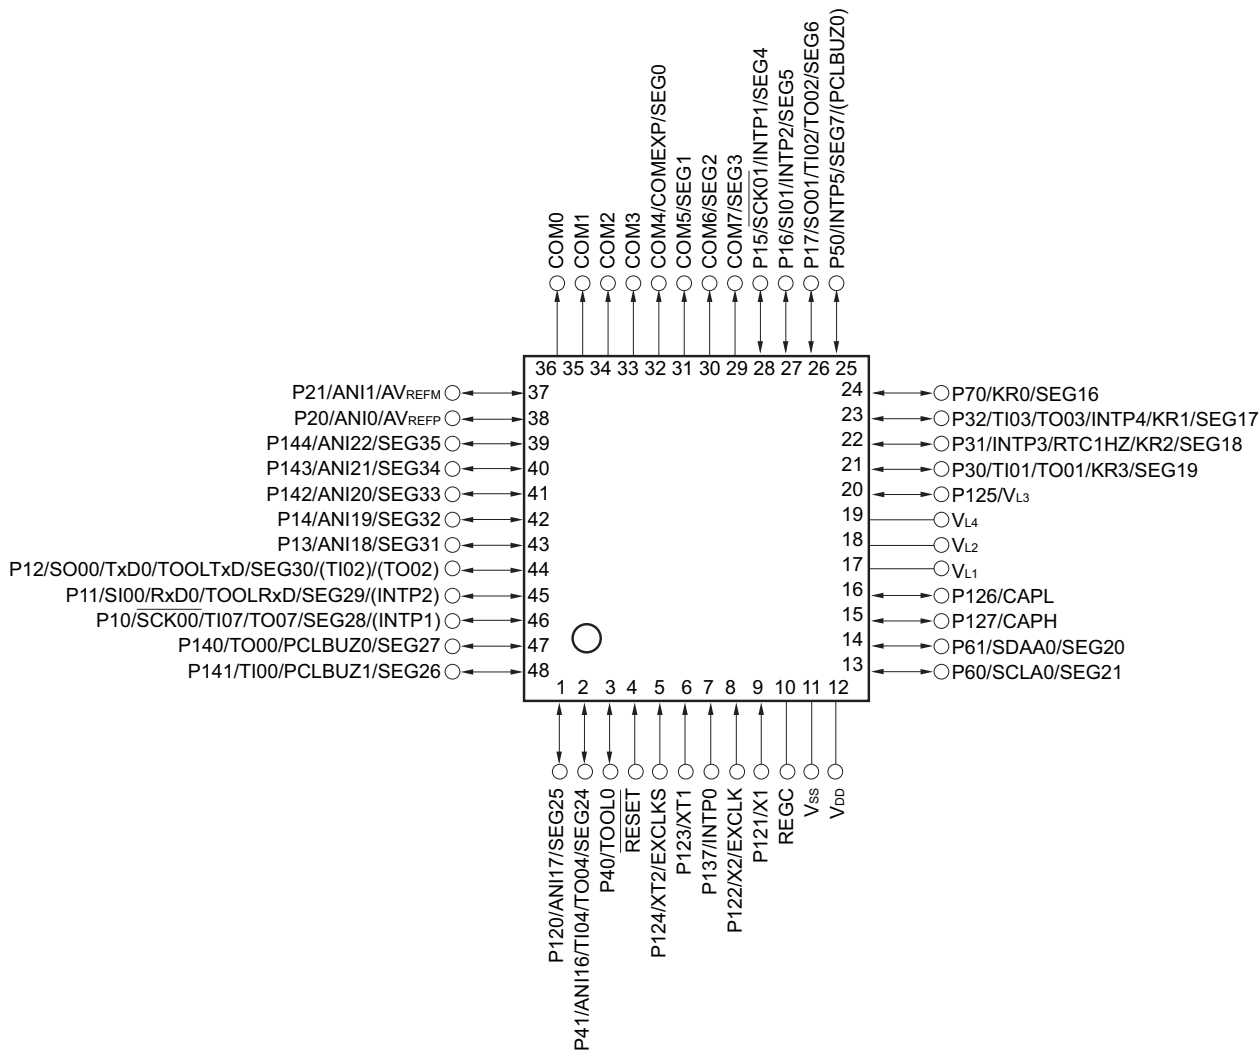 COM0
COM1
COM2
COM3
COM4/COMEXP/SEG0
COM5/SEG1
COM6/SEG2
COM7/SEG3
P15/SCK01/INTP1/SEG4
P16/SI01/INTP2/SEG5
P17/SO01/TI02/TO02/SEG6
P50/INTP5/SEG7/(PCLBUZ0)
36 35 34 33 32 31 30 29 28 27 26 25
P21/ANI1/AVREFM 37
P20/ANI0/AVREFP 38
P144/ANI22/SEG35 39
P143/ANI21/SEG34 40
P142/ANI20/SEG33 41
P14/ANI19/SEG32 42
P13/ANI18/SEG31 43
P12/SO00/TxD0/TOOLTxD/SEG30/(TI02)/(TO02) 44
P11/SI00/RxD0/TOOLRxD/SEG29/(INTP2) 45
P10/SCK00/TI07/TO07/SEG28/(INTP1) 46
P140/TO00/PCLBUZ0/SEG27 47
P141/TI00/PCLBUZ1/SEG26 48
24 P70/KR0/SEG16
23 P32/TI03/TO03/INTP4/KR1/SEG17
22 P31/INTP3/RTC1HZ/KR2/SEG18
21 P30/TI01/TO01/KR3/SEG19
20 P125/VL3
19 VL4
18 VL2
17 VL1
16 P126/CAPL
15 P127/CAPH
14 P61/SDAA0/SEG20
13 P60/SCLA0/SEG21
1 2 3 4 5 6 7 8 9 10 11 12
P120/ANI17/SEG25
P41/ANI16/TI04/TO04/SEG24
P40/TOOL0
RESET
P124/XT2/EXCLKS
P123/XT1
P137/INTP0
P122/X2/EXCLK
P121/X1
REGC
VSS
VDD